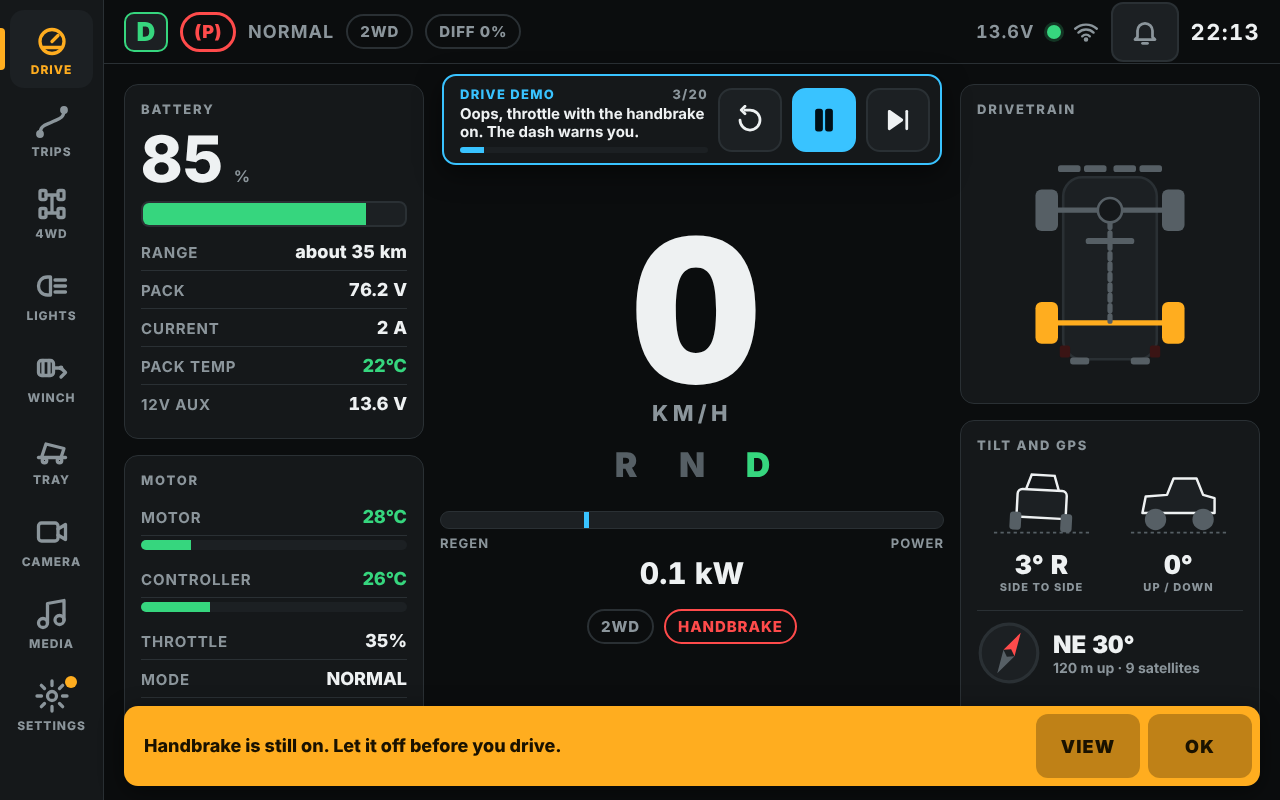 DRIVE
TRIPS
4WD
LIGHTS
WINCH
TRAY
CAMERA
MEDIA
SETTINGS
D (P) NORMAL 2WD DIFF 0%
13.6V 22:13
BATTERY
85 %
RANGE about 35 km
PACK 76.2 V
CURRENT 2 A
PACK TEMP 22°C
12V AUX 13.6 V
MOTOR
MOTOR 28°C
CONTROLLER 26°C
THROTTLE 35%
MODE NORMAL
DRIVE DEMO 3/20
Oops, throttle with the handbrake
on. The dash warns you.
0
KM/H
R N D
REGEN POWER
0.1 kW
2WD HANDBRAKE
DRIVETRAIN
TILT AND GPS
3° R 0°
SIDE TO SIDE UP / DOWN
NE 30°
120 m up · 9 satellites
Handbrake is still on. Let it off before you drive. VIEW OK